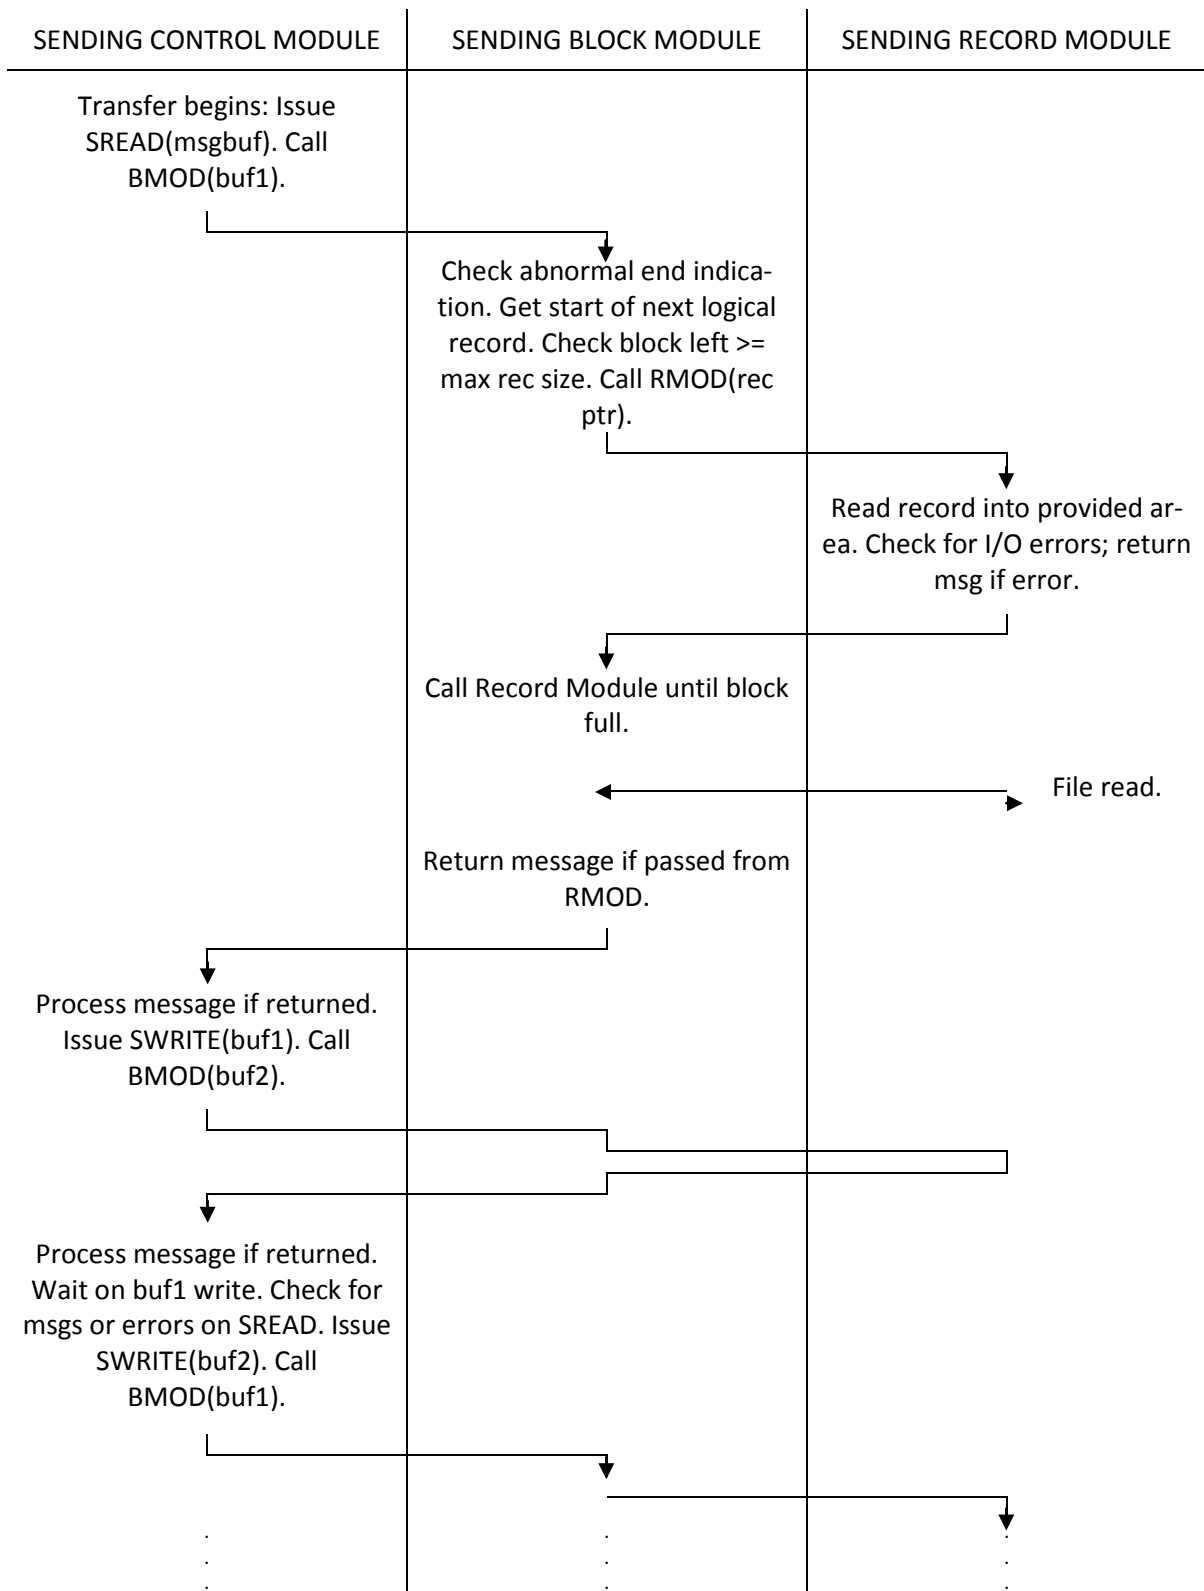 SENDING CONTROL MODULE
SENDING BLOCK MODULE
SENDING RECORD MODULE
Transfer begins: Issue
SREAD(msgbuf). Call
BMOD(buf1).
Check abnormal end indica-
tion. Get start of next logical
record. Check block left >=
max rec size. Call RMOD(rec
ptr).
Read record into provided ar-
ea. Check for I/O errors; return
msg if error.
Call Record Module until block
full.
File read.
Return message if passed from
RMOD.
Process message if returned.
Issue SWRITE(buf1). Call
BMOD(buf2).
Process message if returned.
Wait on buf1 write. Check for
msgs or errors on SREAD. Issue
SWRITE(buf2). Call
BMOD(buf1).
. . .
. . .
. . .